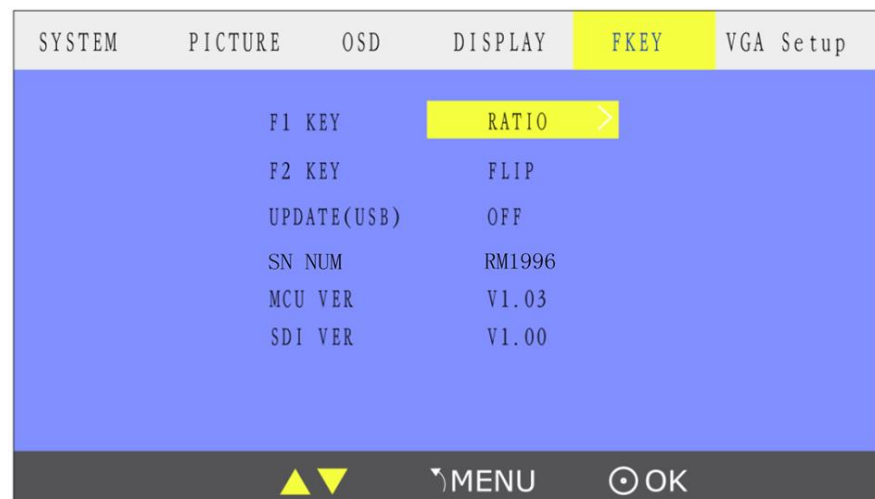 SYSTEM PICTURE OSD DISPLAY FKEY VGA Setup
F1 KEY RATIO
F2 KEY FLIP
UPDATE(USB) OFF
SN NUM RM1996
MCU VER V1.03
SDI VER V1.00
MENU OK